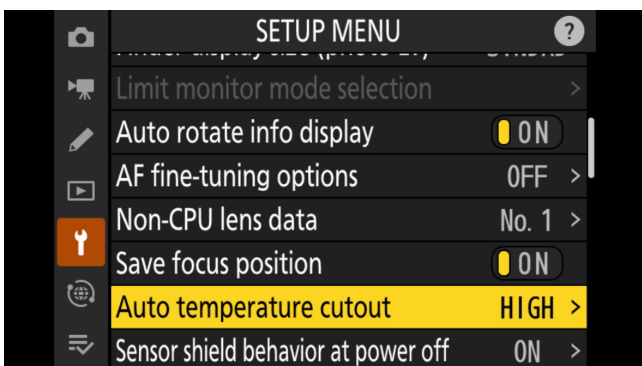 SETUP MENU ?
Limit monitor mode selection >
Auto rotate info display ON
AF fine-tuning options OFF >
Non-CPU lens data No. 1 >
Save focus position ON
Auto temperature cutout HIGH >
Sensor shield behavior at power off ON >